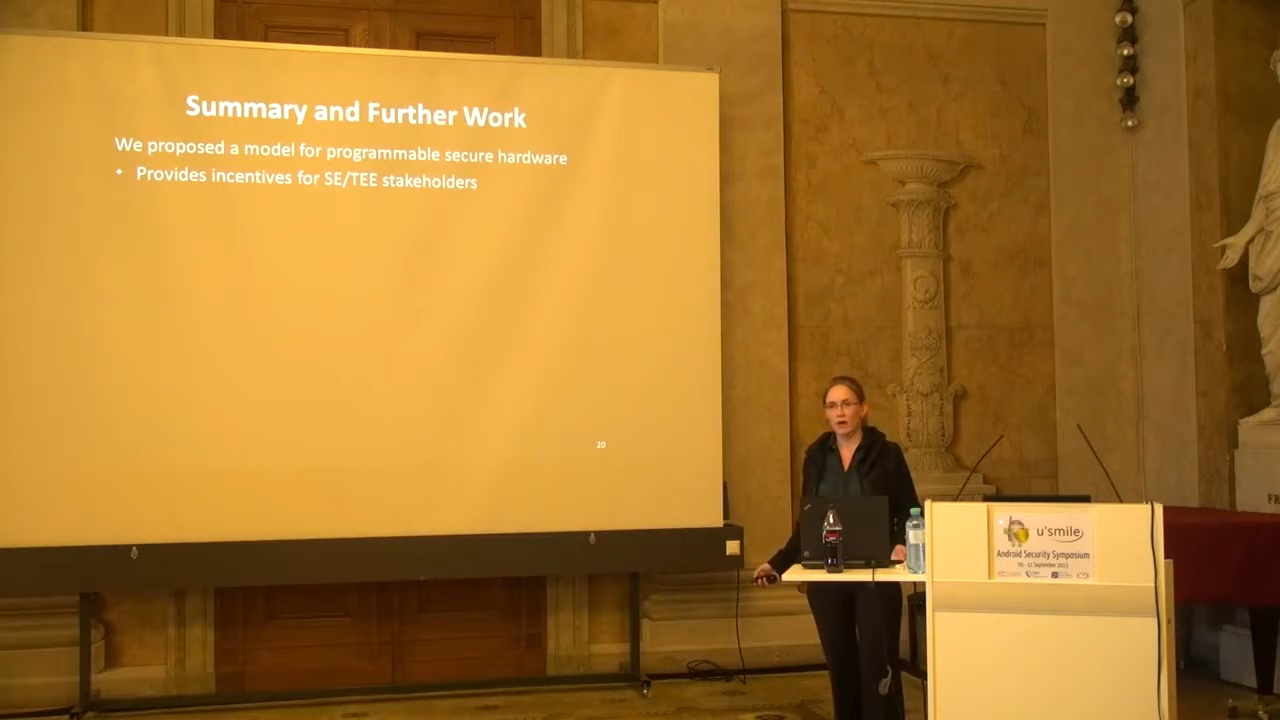 Summary and Further Work
We proposed a model for programmable secure hardware
• Provides incentives for SE/TEE stakeholders
20
u'smile
Android Security Symposium
September